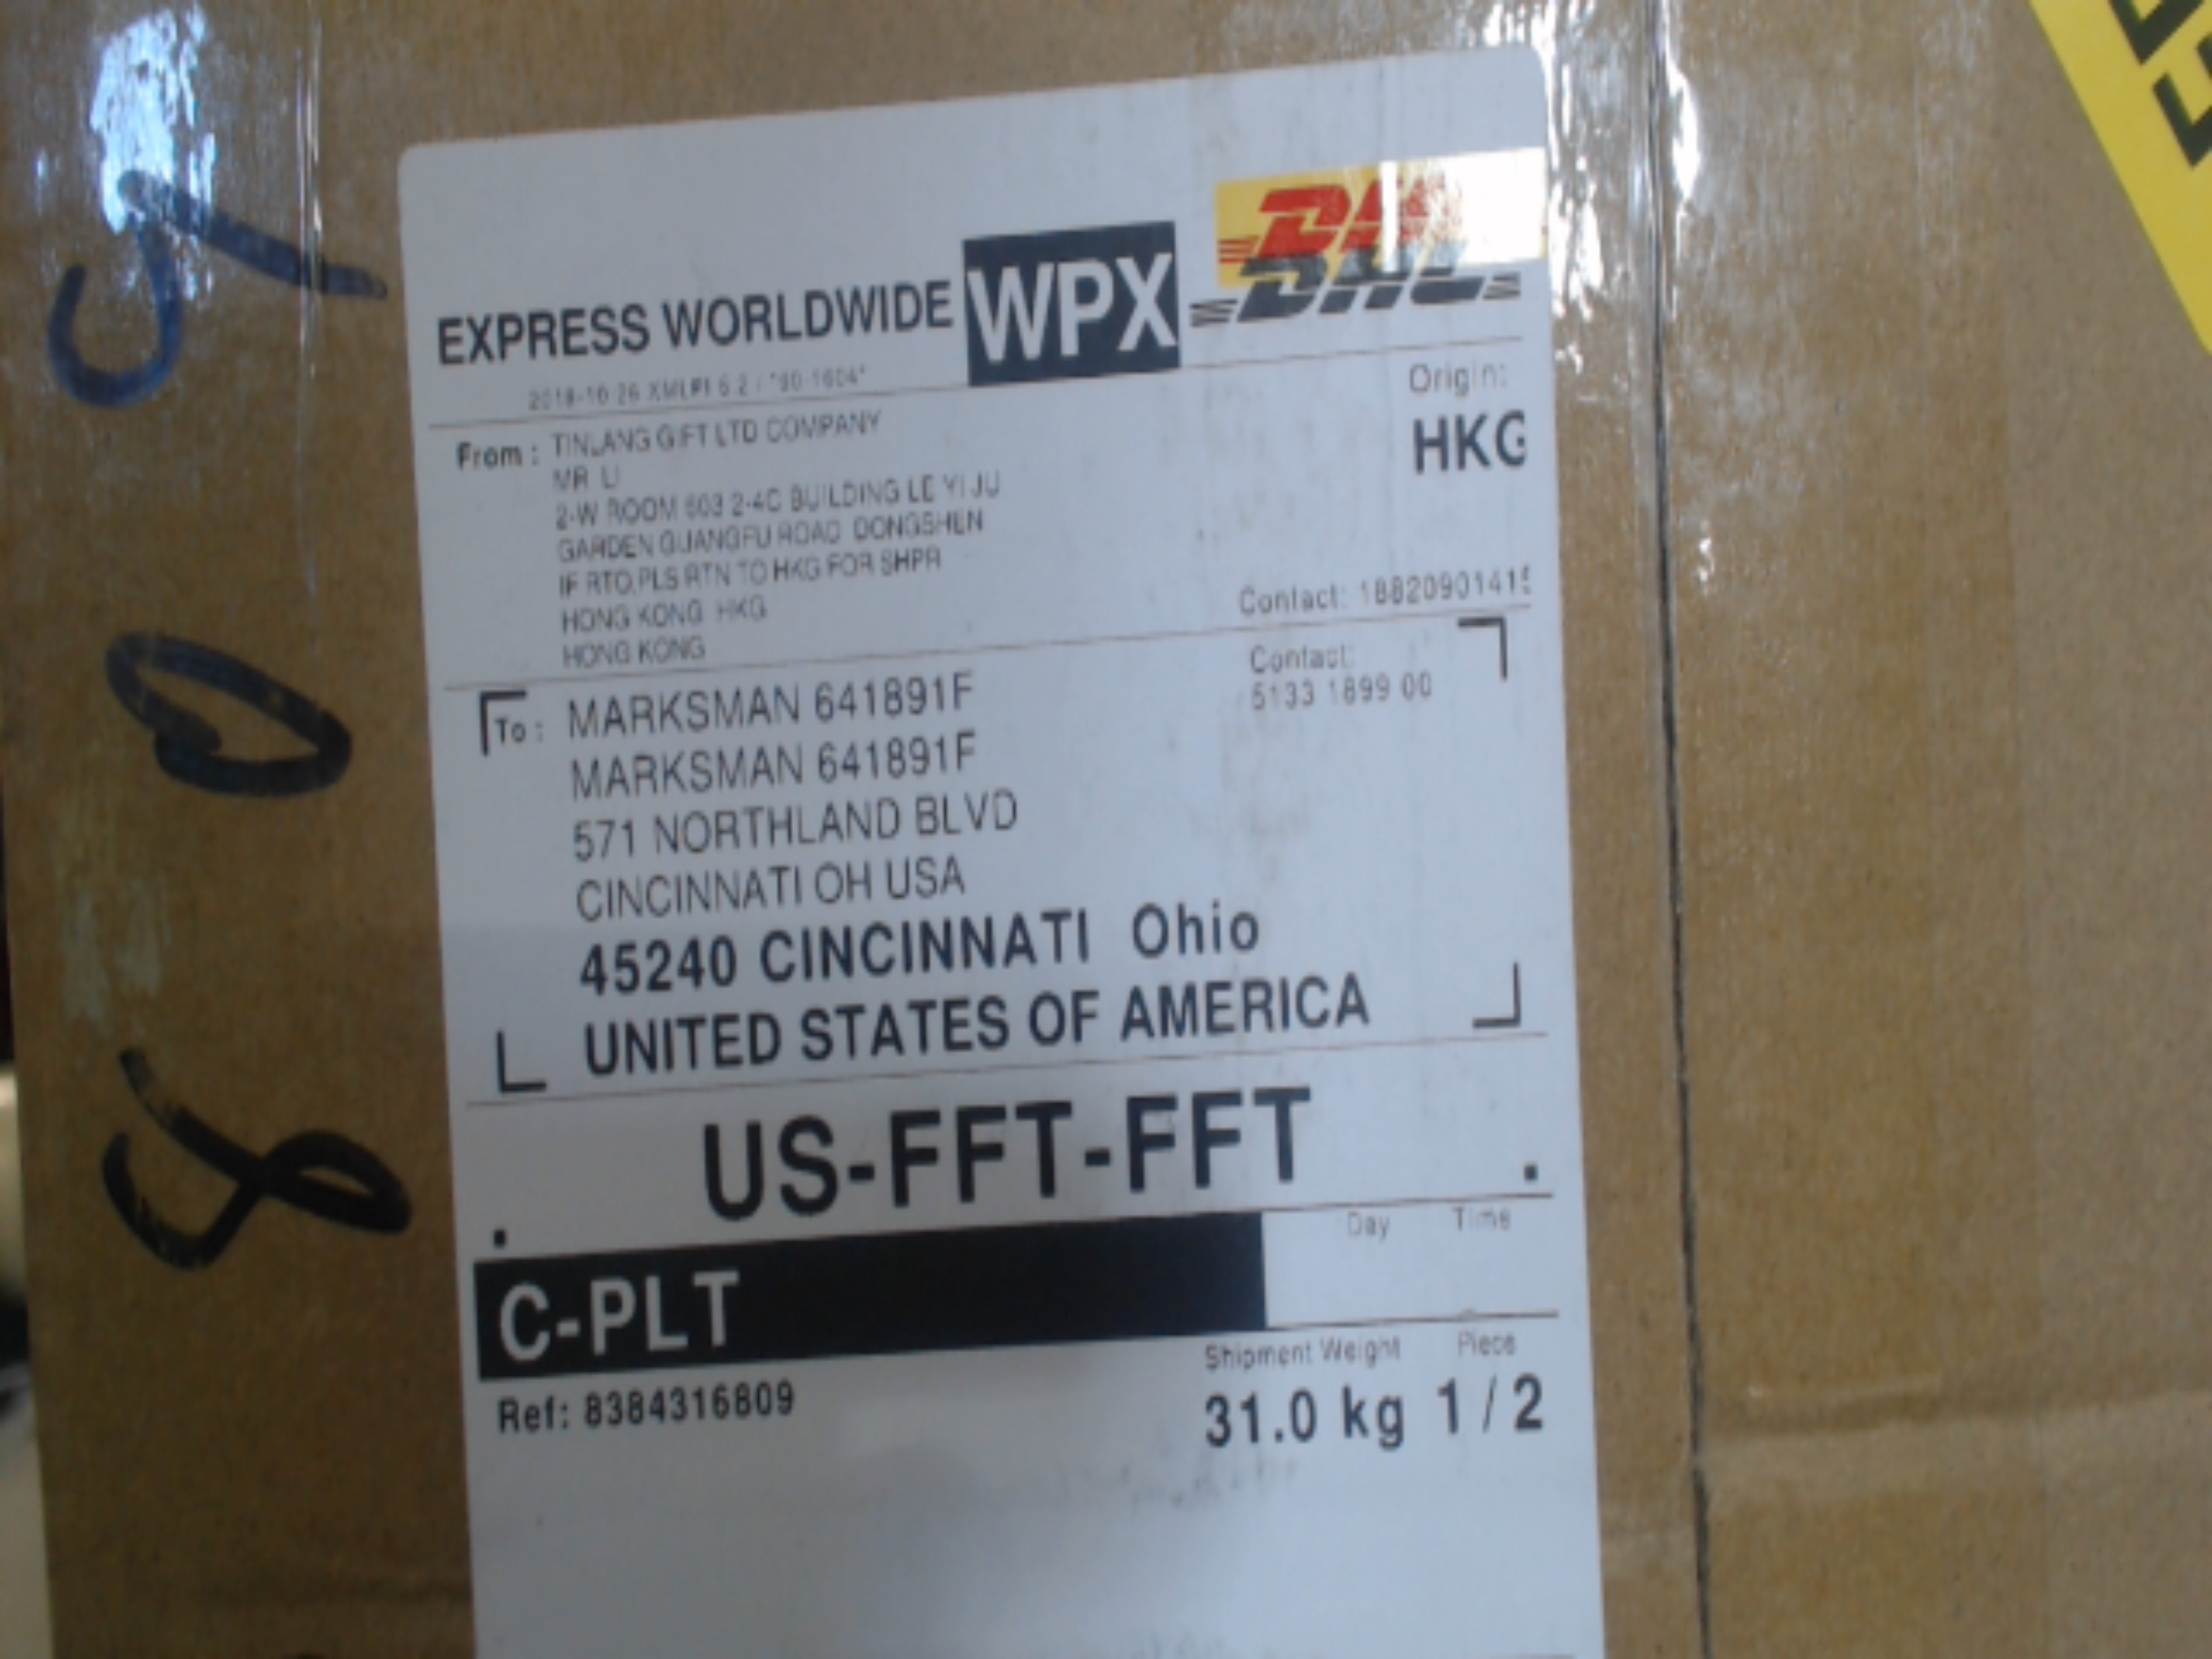 EXPRESS WORLDWIDE WPX DHL
DHL
Origin:
HKG
From : TINLANG GIFT LTD COMPANY
MR LI
2-W ROOM 603 2-4C BUILDING LE YI JU
GARDEN GUANGFU ROAD DONGSHEN
IF RTO,PLS RTN TO HKG FOR SHPR
HONG KONG HKG
HONG KONG
Contact:
To : MARKSMAN 641891F
MARKSMAN 641891F
571 NORTHLAND BLVD
CINCINNATI OH USA
45240 CINCINNATI Ohio
UNITED STATES OF AMERICA
Contact:
5133 1899 00
US-FFT-FFT
C-PLT
Day Time
Ref: 8384316809
Shipment Weight Piece
31.0 kg 1 / 2
809